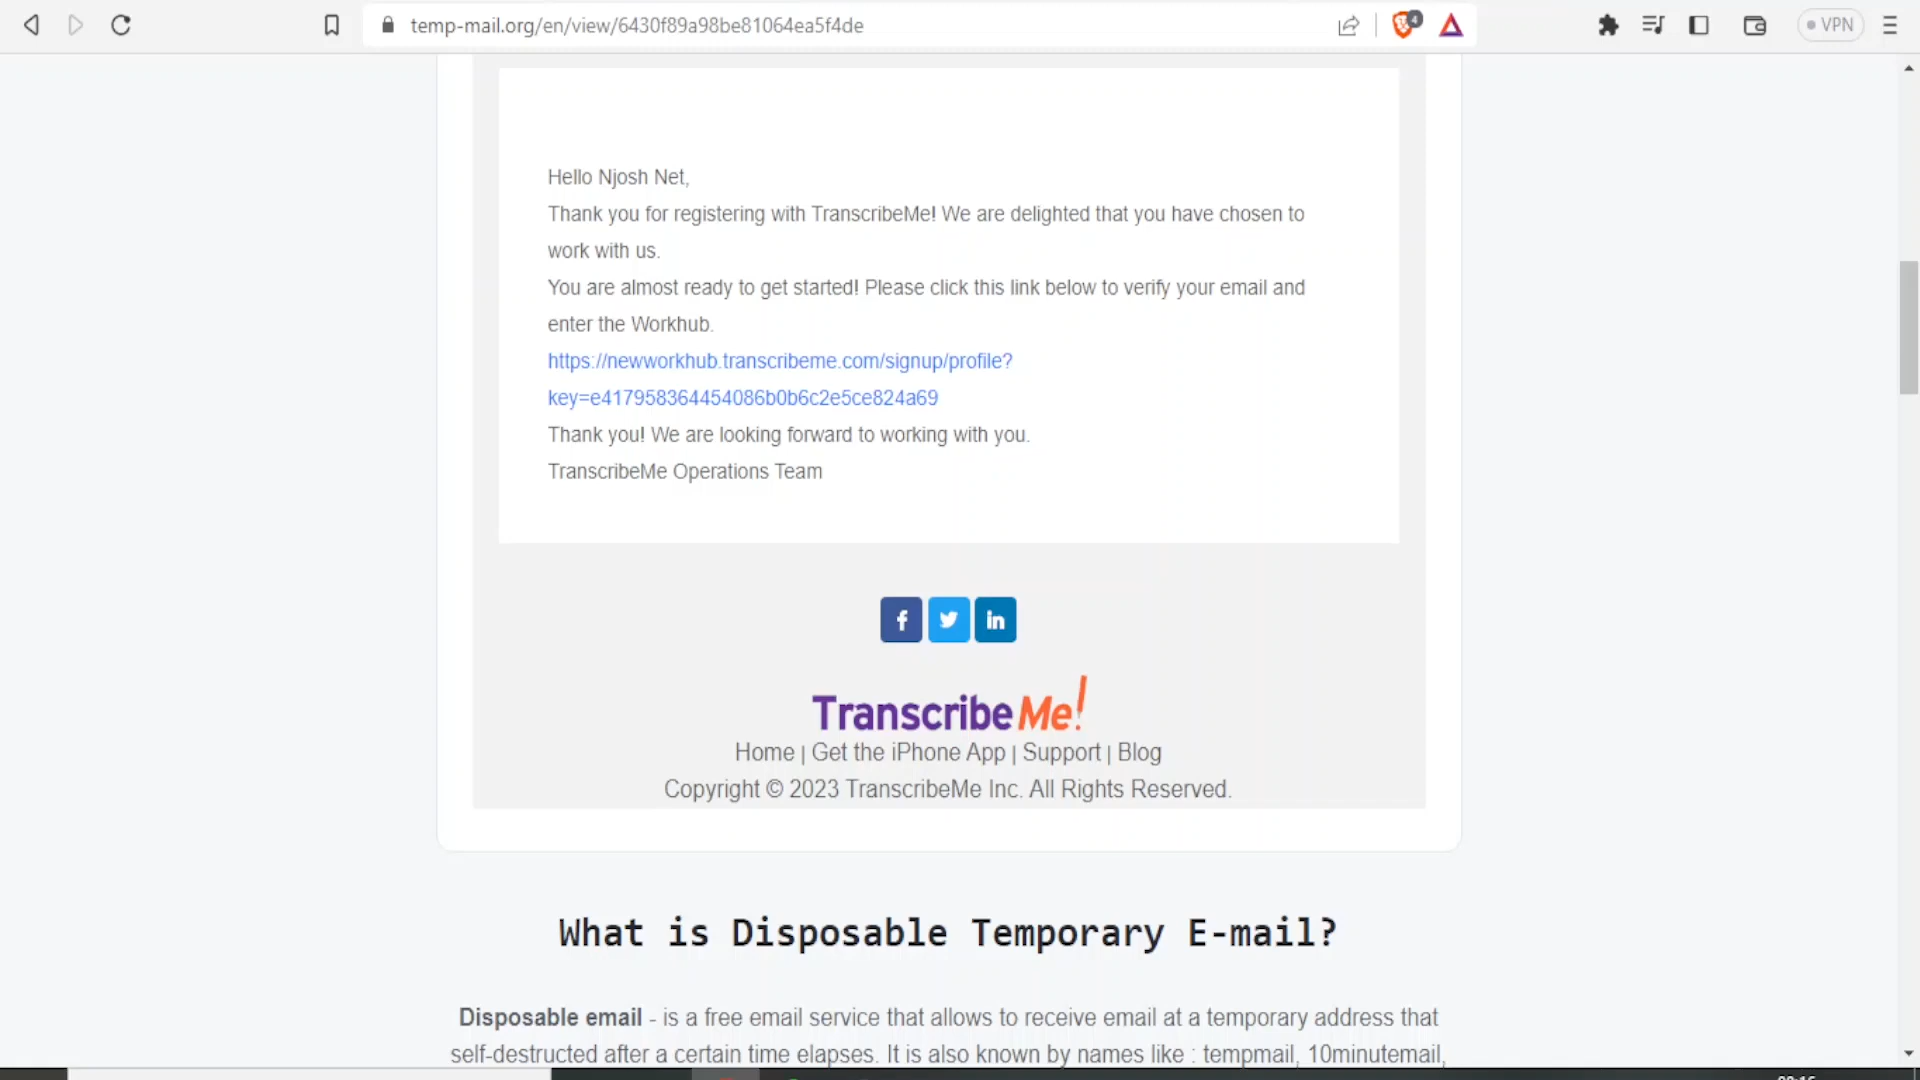 temp-mail.org/en/view/6430f89a98be81064ea5f4de
4
VPN
Hello Njosh Net,
Thank you for registering with TranscribeMe! We are delighted that you have chosen to
work with us.
You are almost ready to get started! Please click this link below to verify your email and
enter the Workhub.
https://newworkhub.transcribeme.com/signup/profile?
key=e417958364454086b0b6c2e5ce824a69
Thank you! We are looking forward to working with you.
TranscribeMe Operations Team
f
in
TranscribeMe!
Home | Get the iPhone App | Support | Blog
Copyright © 2023 TranscribeMe Inc. All Rights Reserved.
What is Disposable Temporary E-mail?
Disposable email - is a free email service that allows to receive email at a temporary address that
self-destructed after a certain time elapses. It is also known by names like : tempmail, 10minutemail,